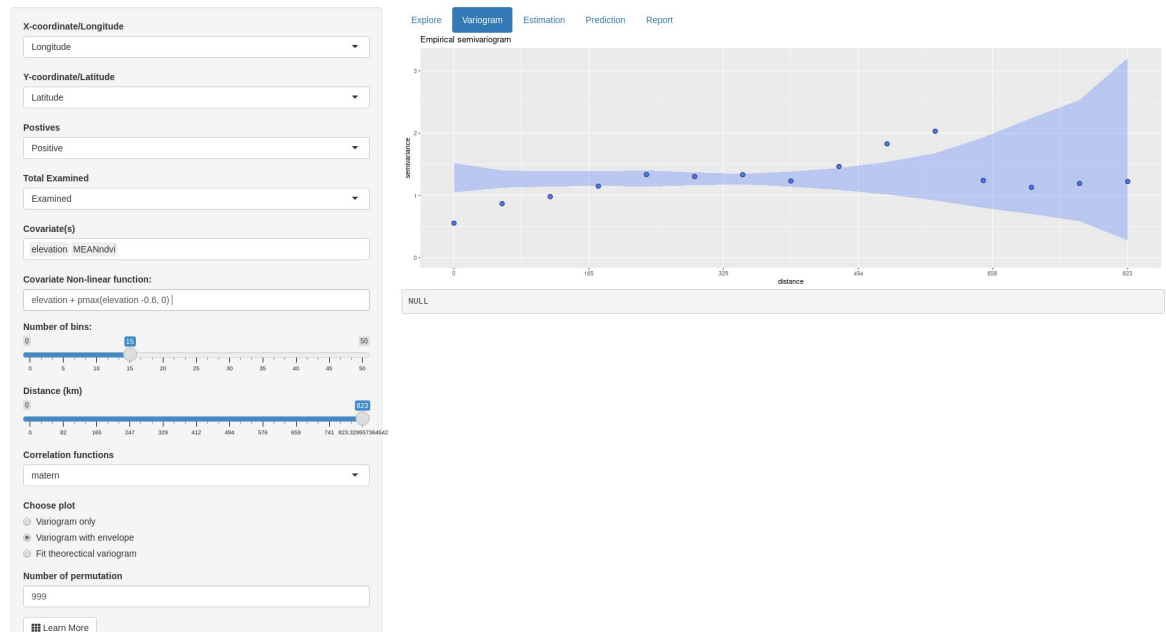 X-coordinate/Longitude
Longitude
Y-coordinate/Latitude
Latitude
Postives
Positive
Total Examined
Examined
Covariate(s)
elevation MEANndvi
Covariate Non-linear function:
elevation + pmax(elevation -0.6, 0)
Number of bins:
0 15 50
0 5 10 15 20 25 30 35 40 45 50
Distance (km)
0 823
0 82 165 247 329 412 494 576 659 741 823.329557364542
Correlation functions
matern
Choose plot
Variogram only
Variogram with envelope
Fit theorectical variogram
Number of permutation
999
Learn More
Explore Variogram Estimation Prediction Report
Empirical semivariogram
semivariance
3
2
1
0
0 165 329 494 658 823
distance
NULL